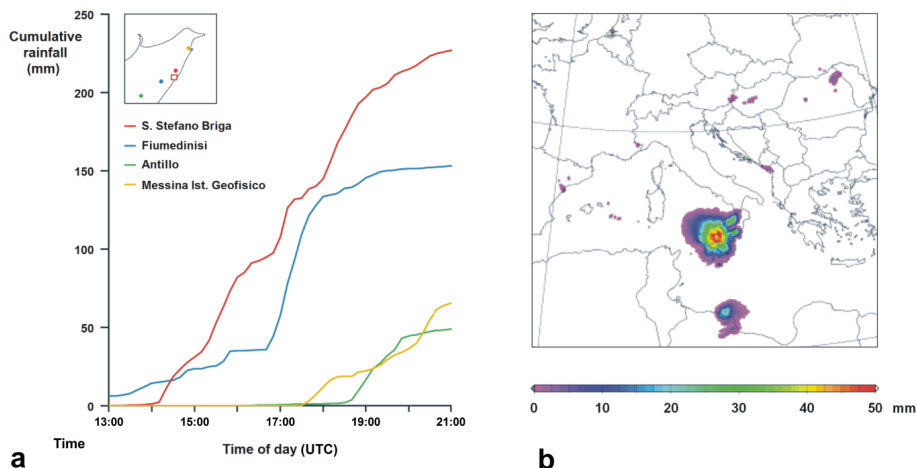 250
Cumulative
rainfall
(mm)
200
150
100
50
0
S. Stefano Briga
Fiumedinisi
Antillo
Messina Ist. Geofisico
13:00 15:00 17:00 19:00 21:00
Time
Time of day (UTC)
a
0 10 20 30 40 50 mm
b